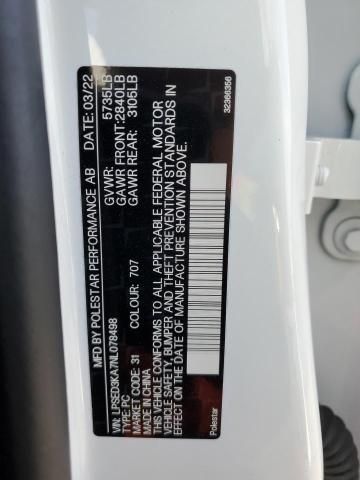 MFD BY POLESTAR PERFORMANCE AB DATE: 03/22
GVWR: 5735LB
GAWR FRONT:2840LB
GAWR REAR: 3105LB
VIN: LPSED3KA7NL078498
TYPE: PC
MARKET CODE: 31 COLOUR: 707
MADE IN CHINA
THIS VEHICLE CONFORMS TO ALL APPLICABLE FEDERAL MOTOR
VEHICLE SAFETY, BUMPER AND THEFT PREVENTION STANDARDS IN
EFFECT ON THE DATE OF MANUFACTURE SHOWN ABOVE.
Polestar 32366356